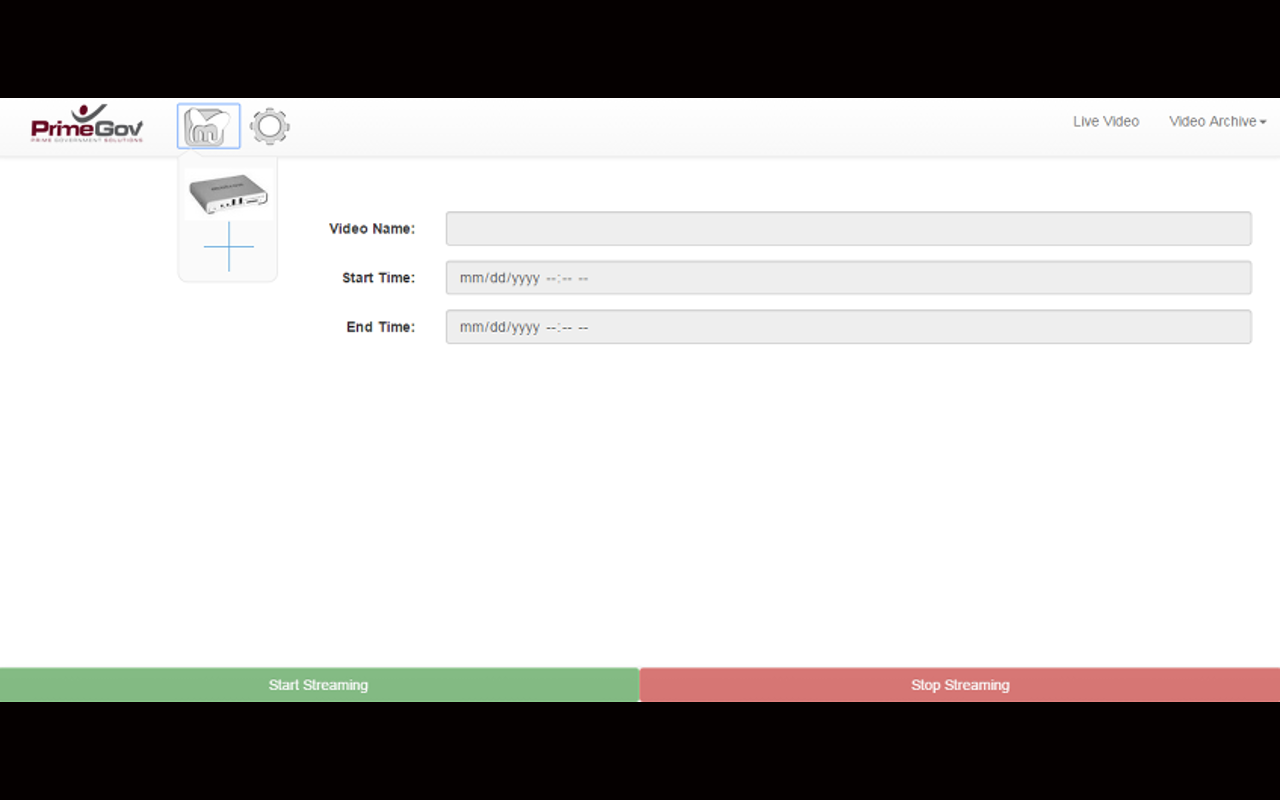 PrimeGov
PRIME GOVERNMENT SOLUTIONS
m
Live Video
Video Archive
Video Name:
Start Time:
mm/dd/yyyy --:-- --
End Time:
mm/dd/yyyy --:-- --
Start Streaming
Stop Streaming